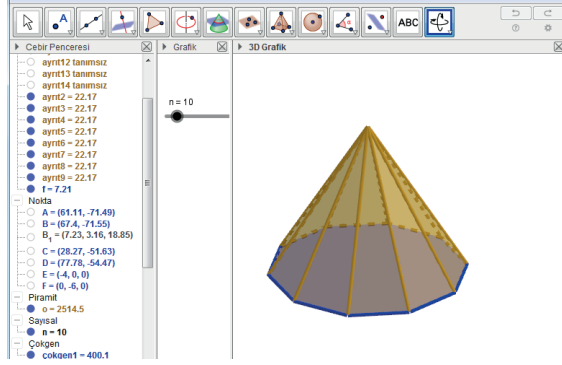 ABC
Cebir Penceresi
Grafik
3D Grafik
ayrıt12 tanımsız
ayrıt13 tanımsız
ayrıt14 tanımsız
ayrıt2 = 22.17
ayrıt3 = 22.17
ayrıt4 = 22.17
ayrıt5 = 22.17
ayrıt6 = 22.17
ayrıt7 = 22.17
ayrıt8 = 22.17
ayrıt9 = 22.17
f = 7.21
Nokta
A = (61.11, -71.49)
B = (67.4, -71.55)
B₁ = (7.23, 3.16, 18.85)
C = (28.27, -51.63)
D = (77.78, -54.47)
E = (-4, 0, 0)
F = (0, -6, 0)
Piramit
o = 2514.5
Sayısal
n = 10
Çokgen
çokgen1 = 400.1
n = 10